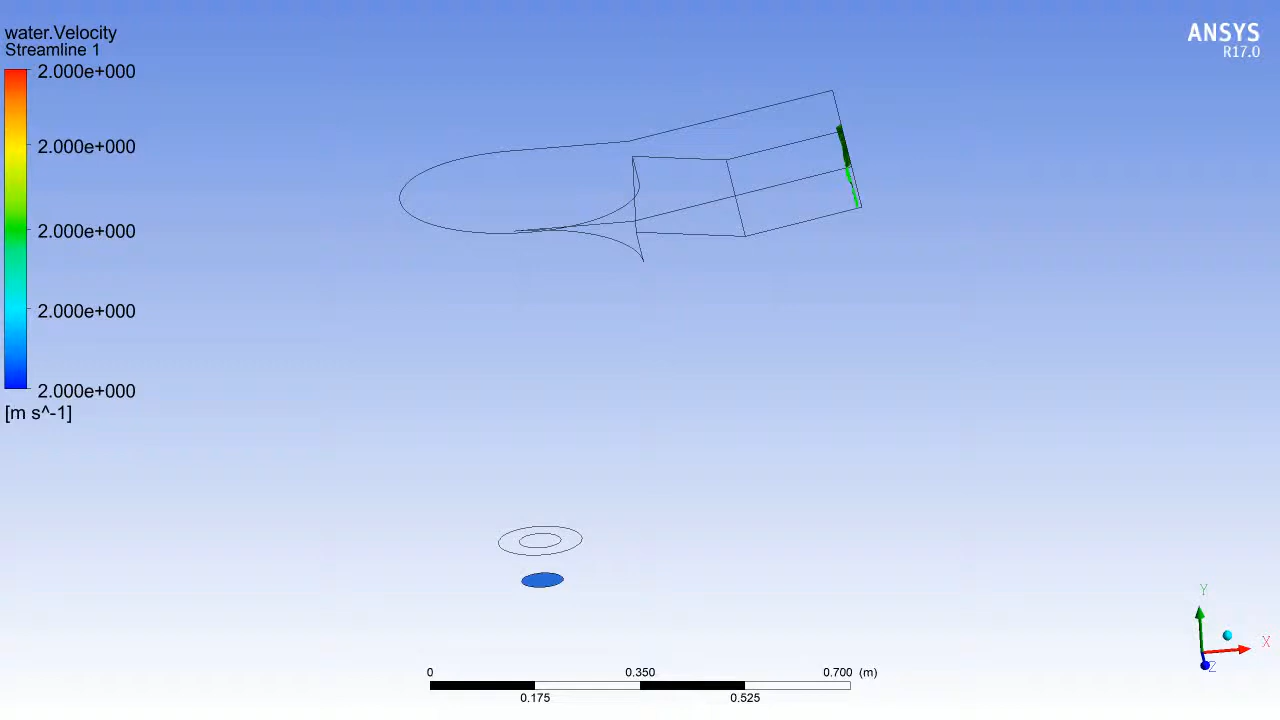 water.Velocity
Streamline 1
2.000e+000
2.000e+000
2.000e+000
2.000e+000
2.000e+000
[m s^-1]
ANSYS
R17.0
0 0.350 0.700 (m)
0.175 0.525
Y
X
Z